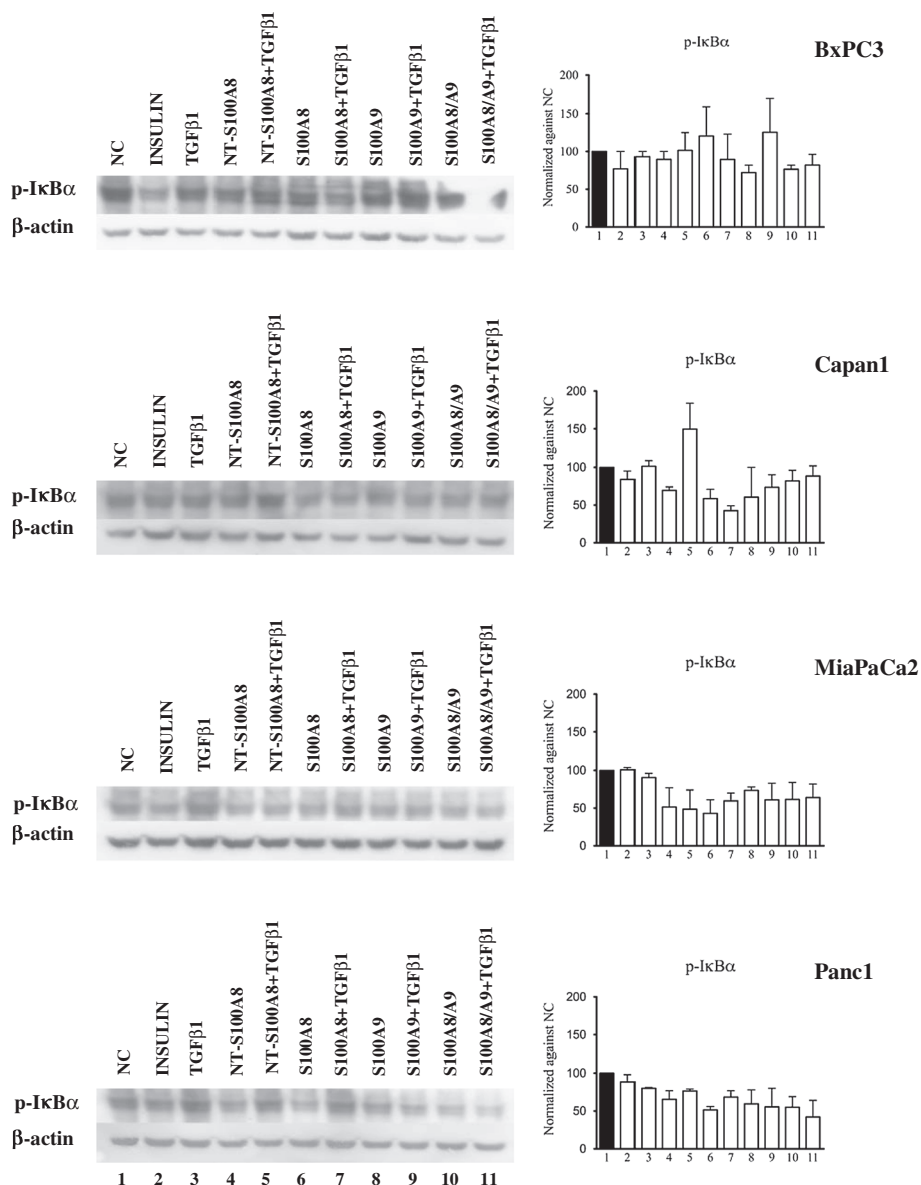 NC
INSULIN
TGFβ1
NT-S100A8
NT-S100A8+TGFβ1
S100A8
S100A8+TGFβ1
S100A9
S100A9+TGFβ1
S100A8/A9
S100A8/A9+TGFβ1
p-IκBα
β-actin
p-IκBα
BxPC3
Normalized against NC
200
150
100
50
0
1 2 3 4 5 6 7 8 9 10 11
NC
INSULIN
TGFβ1
NT-S100A8
NT-S100A8+TGFβ1
S100A8
S100A8+TGFβ1
S100A9
S100A9+TGFβ1
S100A8/A9
S100A8/A9+TGFβ1
p-IκBα
β-actin
p-IκBα
Capan1
Normalized against NC
200
150
100
50
0
1 2 3 4 5 6 7 8 9 10 11
NC
INSULIN
TGFβ1
NT-S100A8
NT-S100A8+TGFβ1
S100A8
S100A8+TGFβ1
S100A9
S100A9+TGFβ1
S100A8/A9
S100A8/A9+TGFβ1
p-IκBα
β-actin
p-IκBα
MiaPaCa2
Normalized against NC
200
150
100
50
0
1 2 3 4 5 6 7 8 9 10 11
NC
INSULIN
TGFβ1
NT-S100A8
NT-S100A8+TGFβ1
S100A8
S100A8+TGFβ1
S100A9
S100A9+TGFβ1
S100A8/A9
S100A8/A9+TGFβ1
p-IκBα
β-actin
1 2 3 4 5 6 7 8 9 10 11
p-IκBα
Panc1
Normalized against NC
200
150
100
50
0
1 2 3 4 5 6 7 8 9 10 11